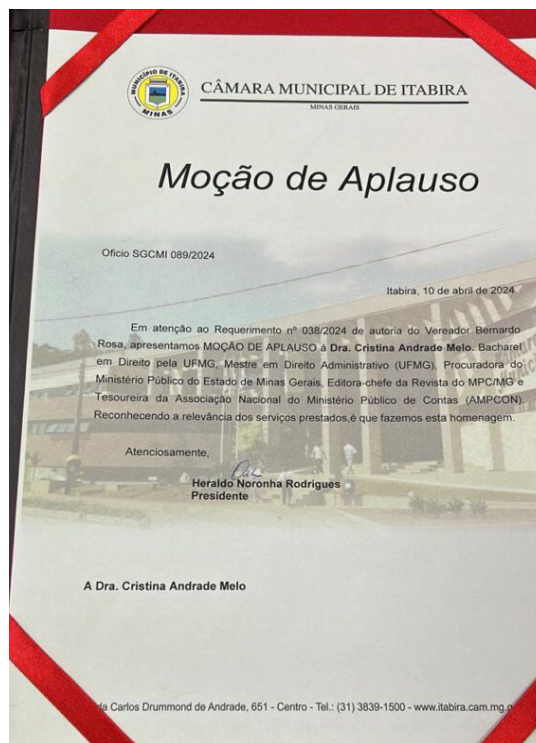 MUNICÍPIO DE ITABIRA
MINAS
CÂMARA MUNICIPAL DE ITABIRA
MINAS GERAIS
Moção de Aplauso
Oficio SGCMI 089/2024
Itabira, 10 de abril de 2024.
Em atenção ao Requerimento nº 038/2024 de autoria do Vereador Bernardo
Rosa, apresentamos MOÇÃO DE APLAUSO à Dra. Cristina Andrade Melo. Bacharel
em Direito pela UFMG, Mestre em Direito Administrativo (UFMG), Procuradora do
Ministério Público do Estado de Minas Gerais, Editora-chefe da Revista do MPC/MG e
Tesoureira da Associação Nacional do Ministério Público de Contas (AMPCON).
Reconhecendo a relevância dos serviços prestados,é que fazemos esta homenagem.
Atenciosamente,
Heraldo Noronha Rodrigues
Presidente
A Dra. Cristina Andrade Melo
da Carlos Drummond de Andrade, 651 - Centro - Tel.: (31) 3839-1500 - www.itabira.cam.mg.g